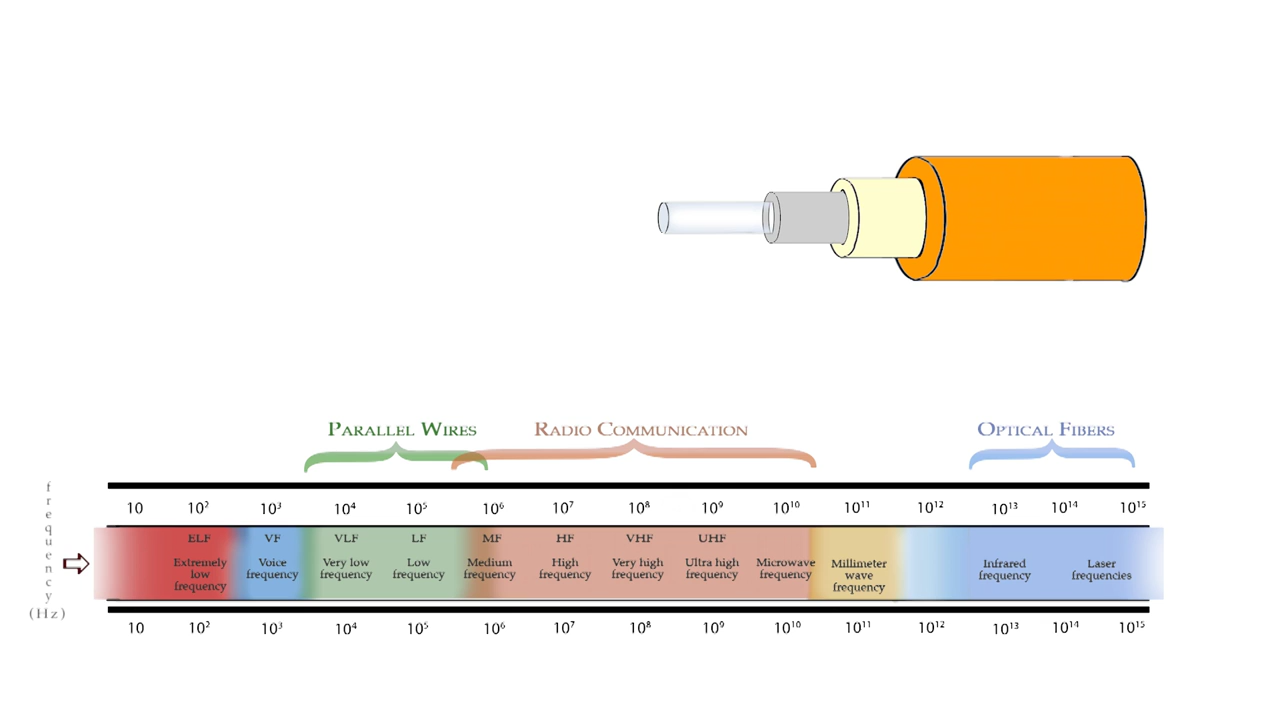 PARALLEL WIRES RADIO COMMUNICATION OPTICAL FIBERS
frequency (Hz)
10 10² 10³ 10⁴ 10⁵ 10⁶ 10⁷ 10⁸ 10⁹ 10¹⁰ 10¹¹ 10¹² 10¹³ 10¹⁴ 10¹⁵
ELF VF VLF LF MF HF VHF UHF
Extremely low frequency
Voice frequency
Very low frequency
Low frequency
Medium frequency
High frequency
Very high frequency
Ultra high frequency
Microwave frequency
Millimeter wave frequency
Infrared frequency
Laser frequencies
10 10² 10³ 10⁴ 10⁵ 10⁶ 10⁷ 10⁸ 10⁹ 10¹⁰ 10¹¹ 10¹² 10¹³ 10¹⁴ 10¹⁵